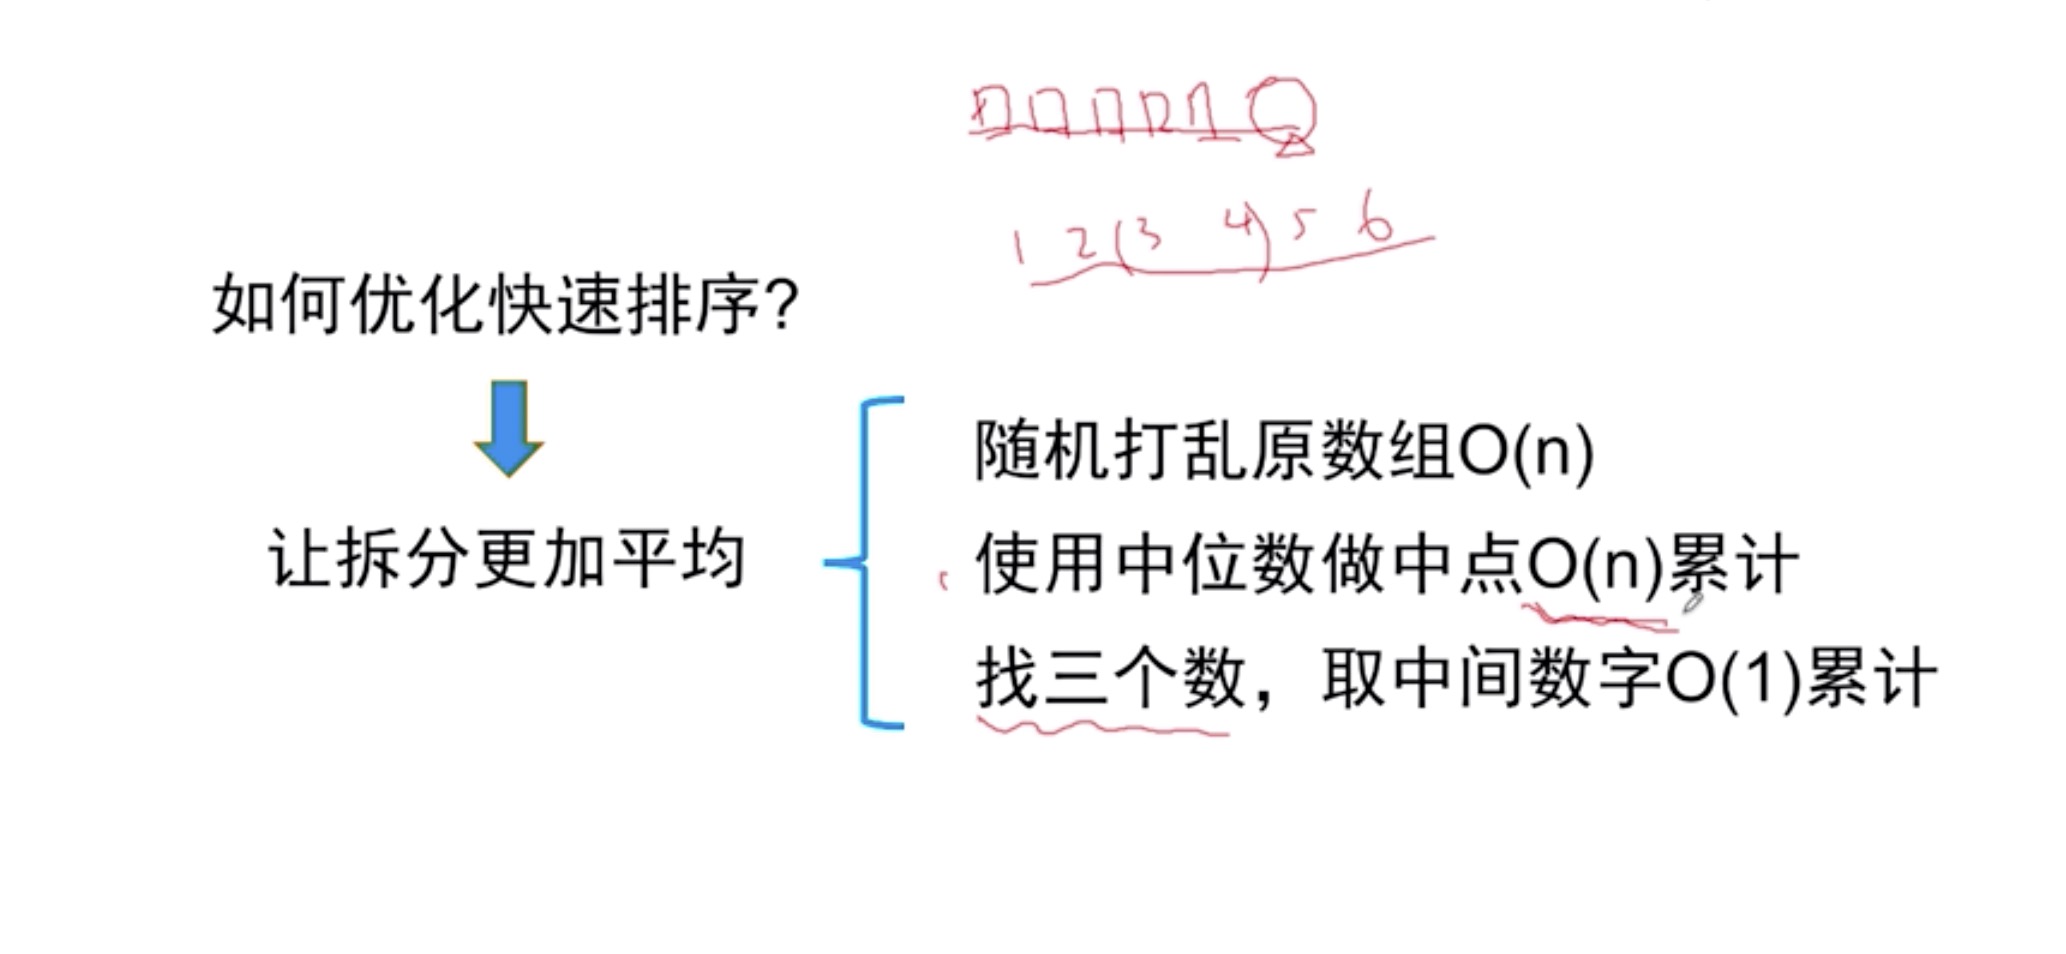 1 2 (3 4) 5 6
如何优化快速排序?
随机打乱原数组O(n)
让拆分更加平均
使用中位数做中点O(n)累计
找三个数，取中间数字O(1)累计